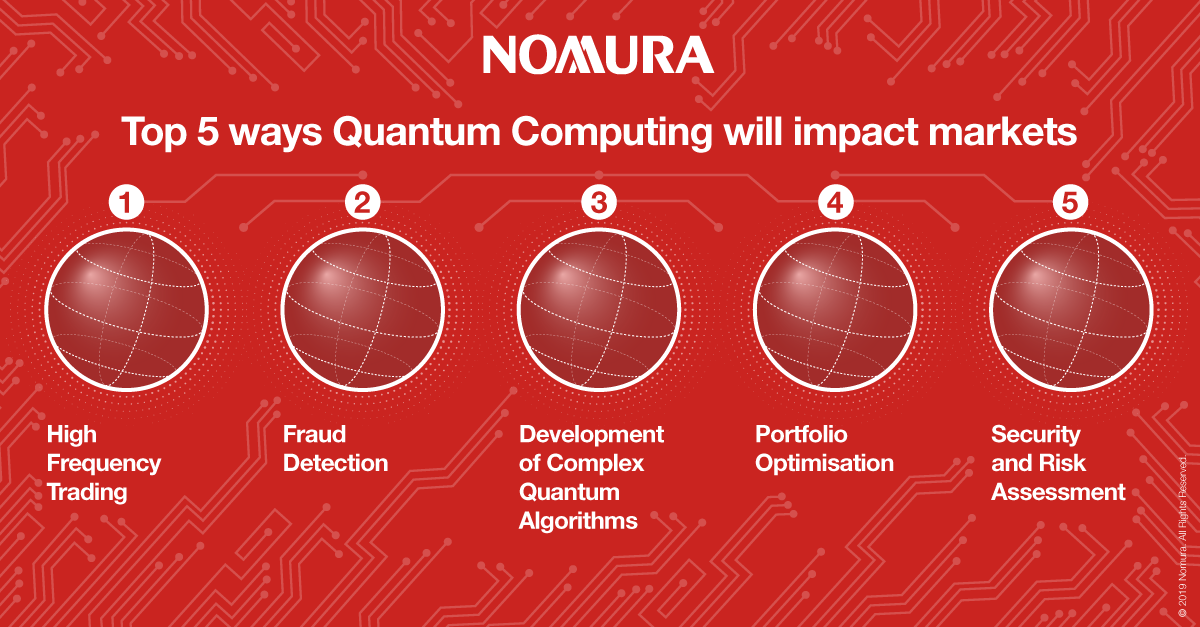 NOMURA
Top 5 ways Quantum Computing will impact markets
1
High
Frequency
Trading
2
Fraud
Detection
3
Development
of Complex
Quantum
Algorithms
4
Portfolio
Optimisation
5
Security
and Risk
Assessment
© 2019 Nomura. All Rights Reserved.